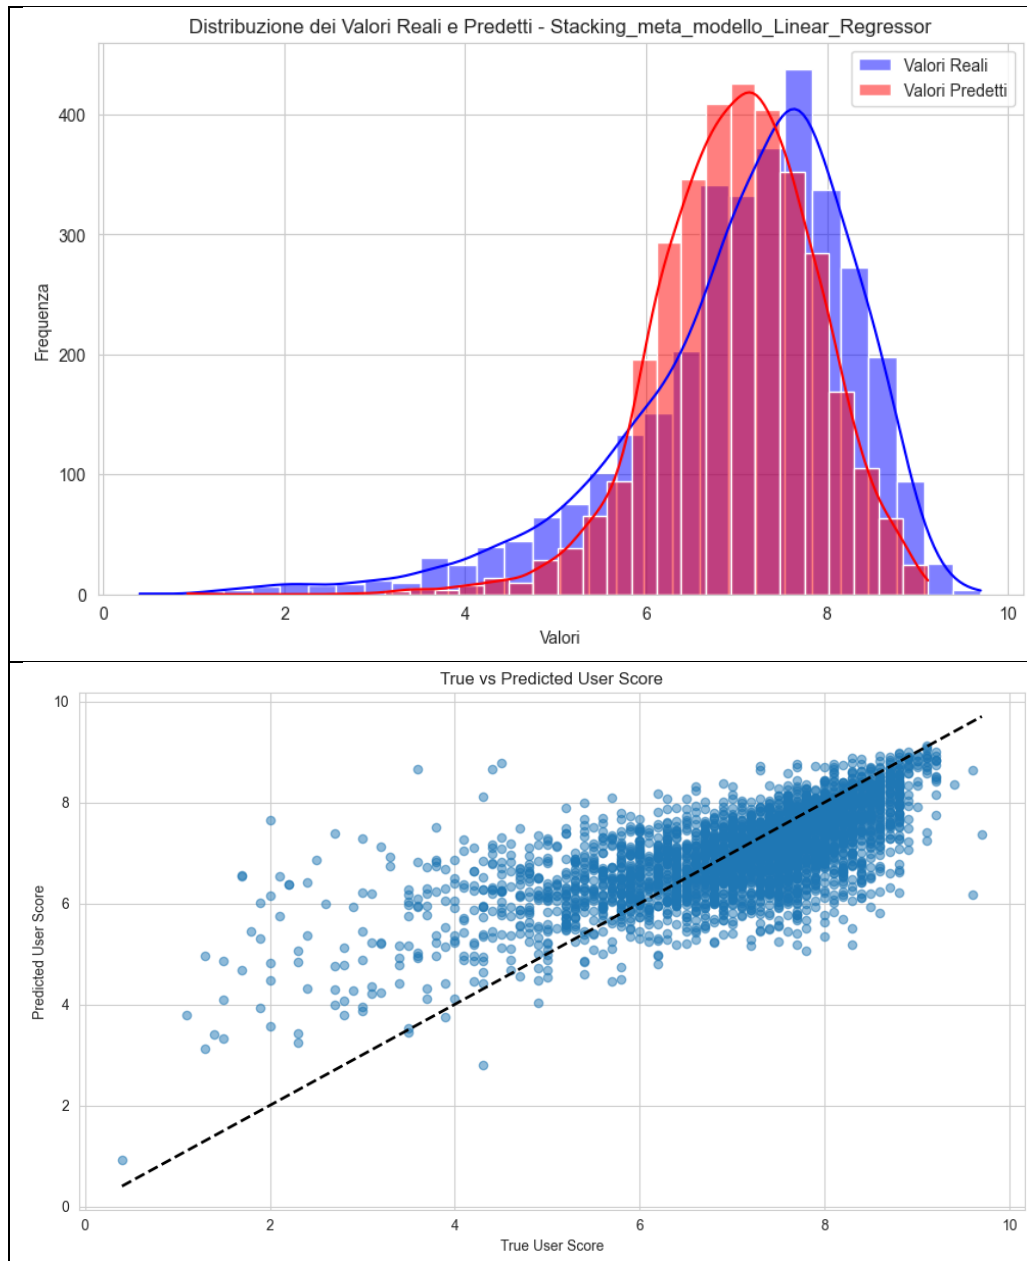 Distribuzione dei Valori Reali e Predetti - Stacking_meta_modello_Linear_Regressor
Valori Reali
Valori Predetti
400
300
200
100
0
Frequenza
0 2 4 6 8 10
Valori
True vs Predicted User Score
10
8
6
4
2
0
Predicted User Score
0 2 4 6 8 10
True User Score